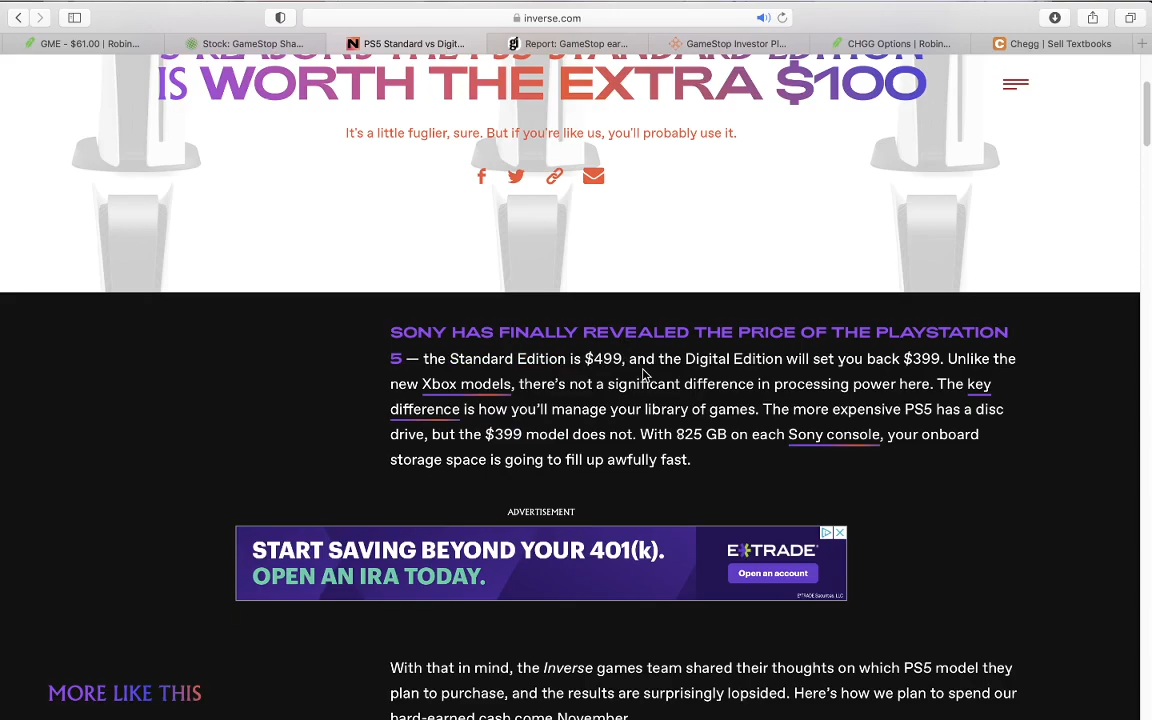 inverse.com
GME - $61.00 | Robin...
Stock: GameStop Sha...
PS5 Standard vs Digit...
Report: GameStop ear...
GameStop Investor Pl...
CHGG Options | Robin...
Chegg | Sell Textbooks
IS WORTH THE EXTRA $100
It's a little fuglier, sure. But if you're like us, you'll probably use it.
SONY HAS FINALLY REVEALED THE PRICE OF THE PLAYSTATION
5 — the Standard Edition is $499, and the Digital Edition will set you back $399. Unlike the
new Xbox models, there's not a significant difference in processing power here. The key
difference is how you'll manage your library of games. The more expensive PS5 has a disc
drive, but the $399 model does not. With 825 GB on each Sony console, your onboard
storage space is going to fill up awfully fast.
ADVERTISEMENT
START SAVING BEYOND YOUR 401(k).
OPEN AN IRA TODAY.
E*TRADE
Open an account
E*TRADE Securities, LLC
With that in mind, the Inverse games team shared their thoughts on which PS5 model they
MORE LIKE THIS
plan to purchase, and the results are surprisingly lopsided. Here's how we plan to spend our
hard-earned cash come November.